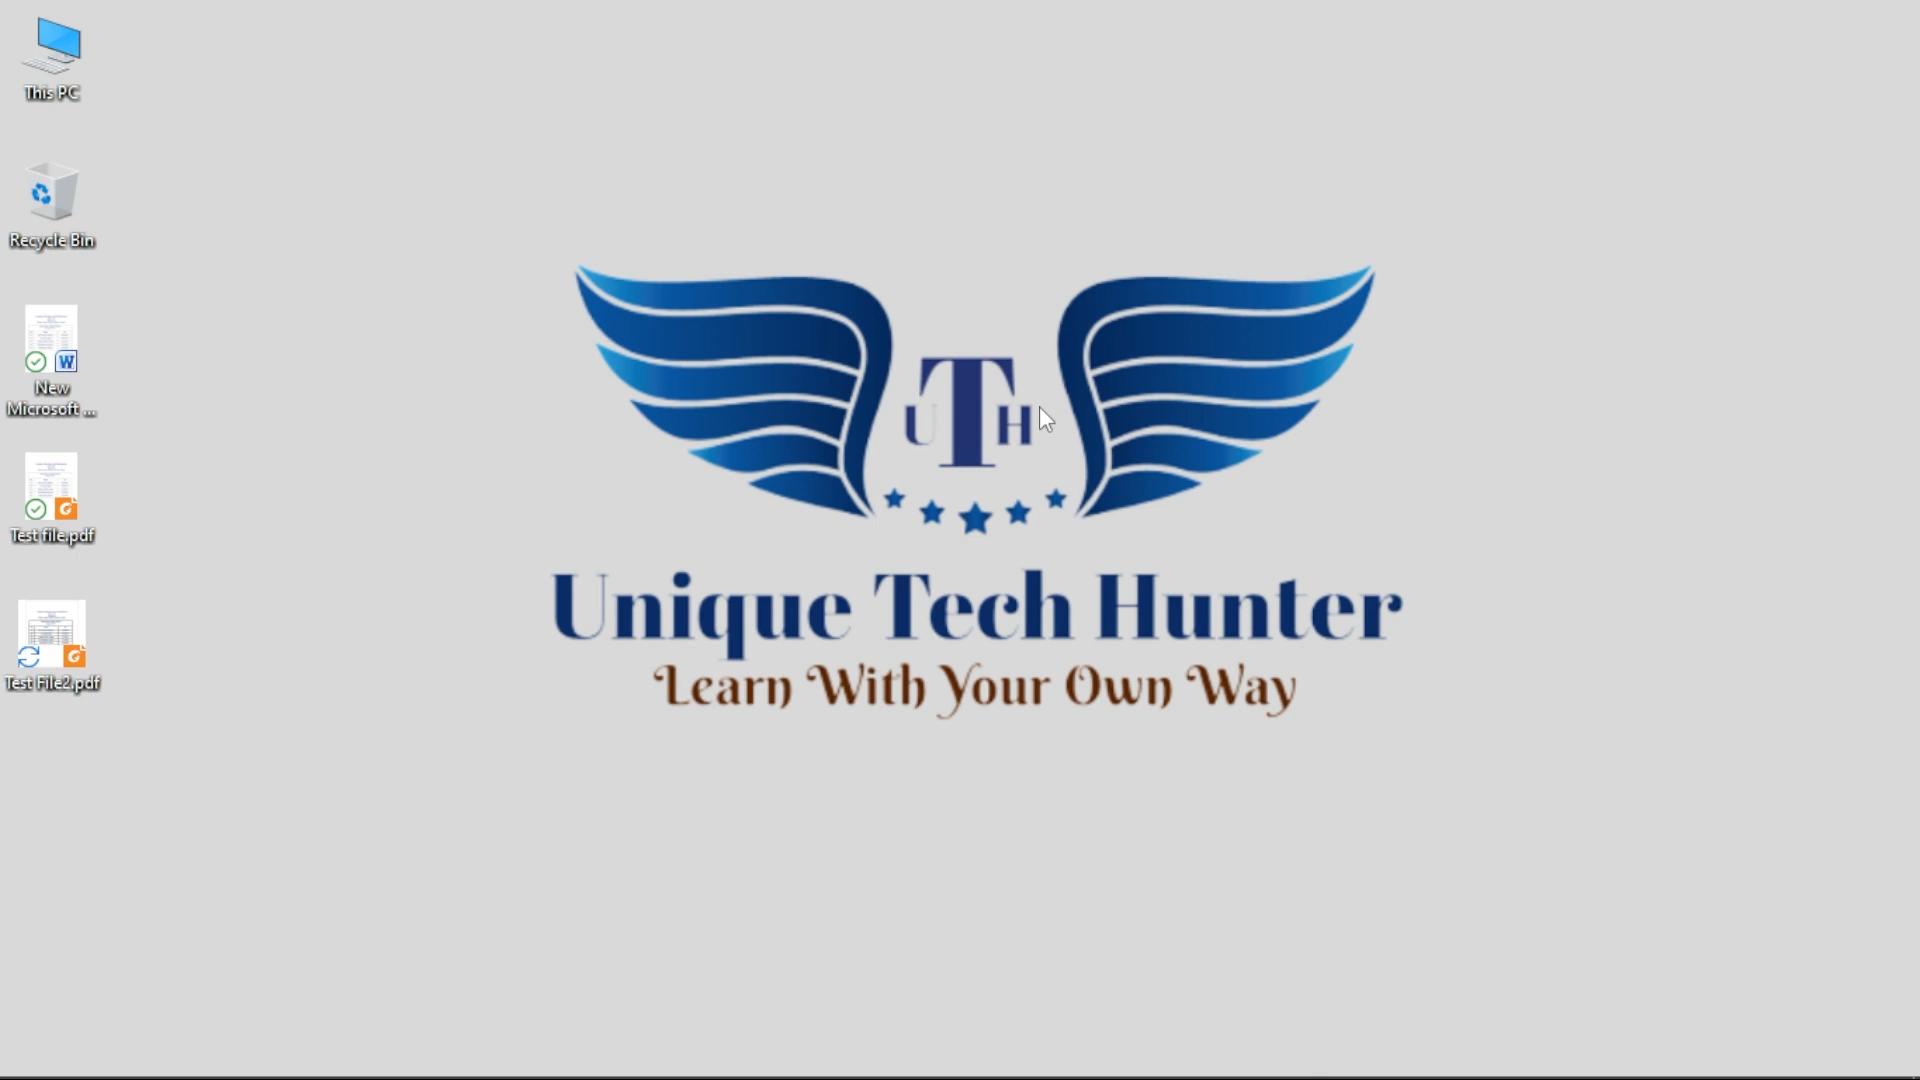 This PC
Recycle Bin
New
Microsoft ...
Test file.pdf
Test File2.pdf
U T H
Unique Tech Hunter
Learn With Your Own Way